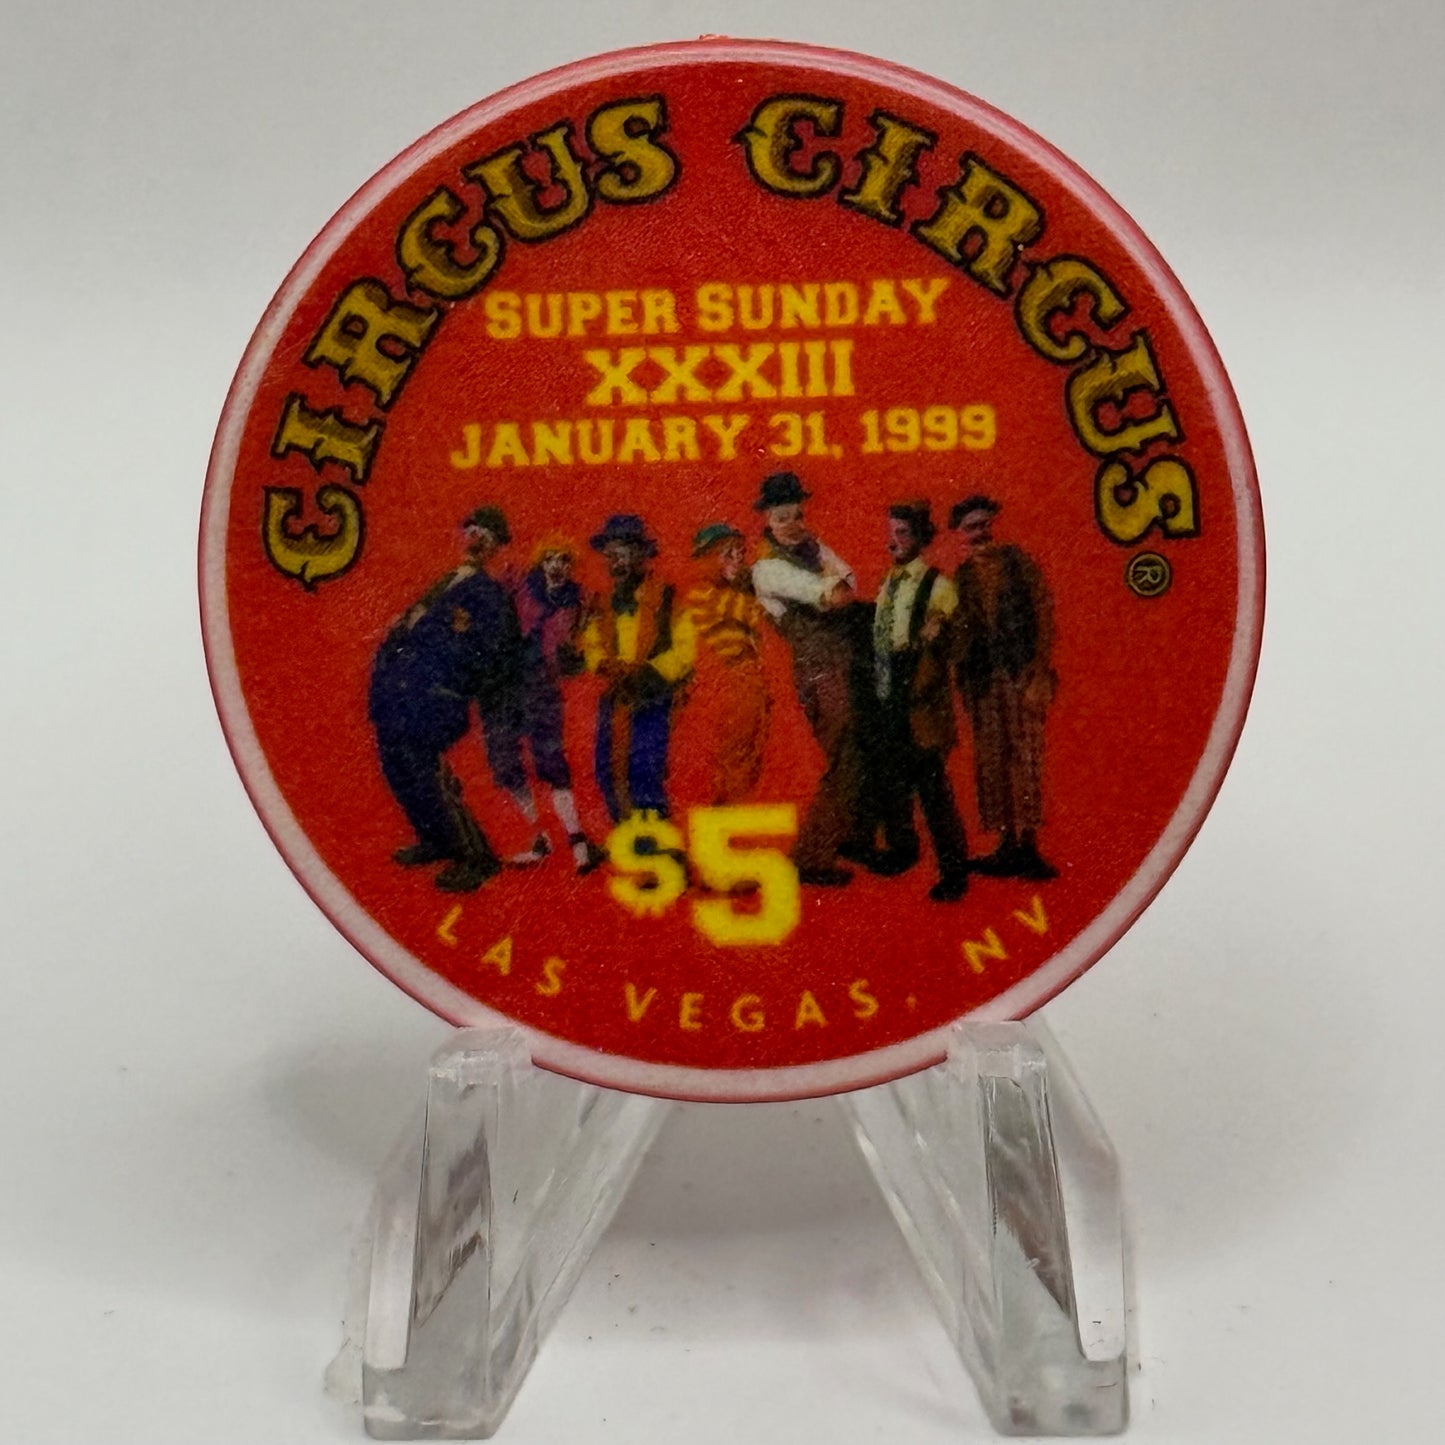 CIRCUS CIRCUS ®
SUPER SUNDAY
XXXIII
JANUARY 31, 1999
$5
LAS VEGAS, NV